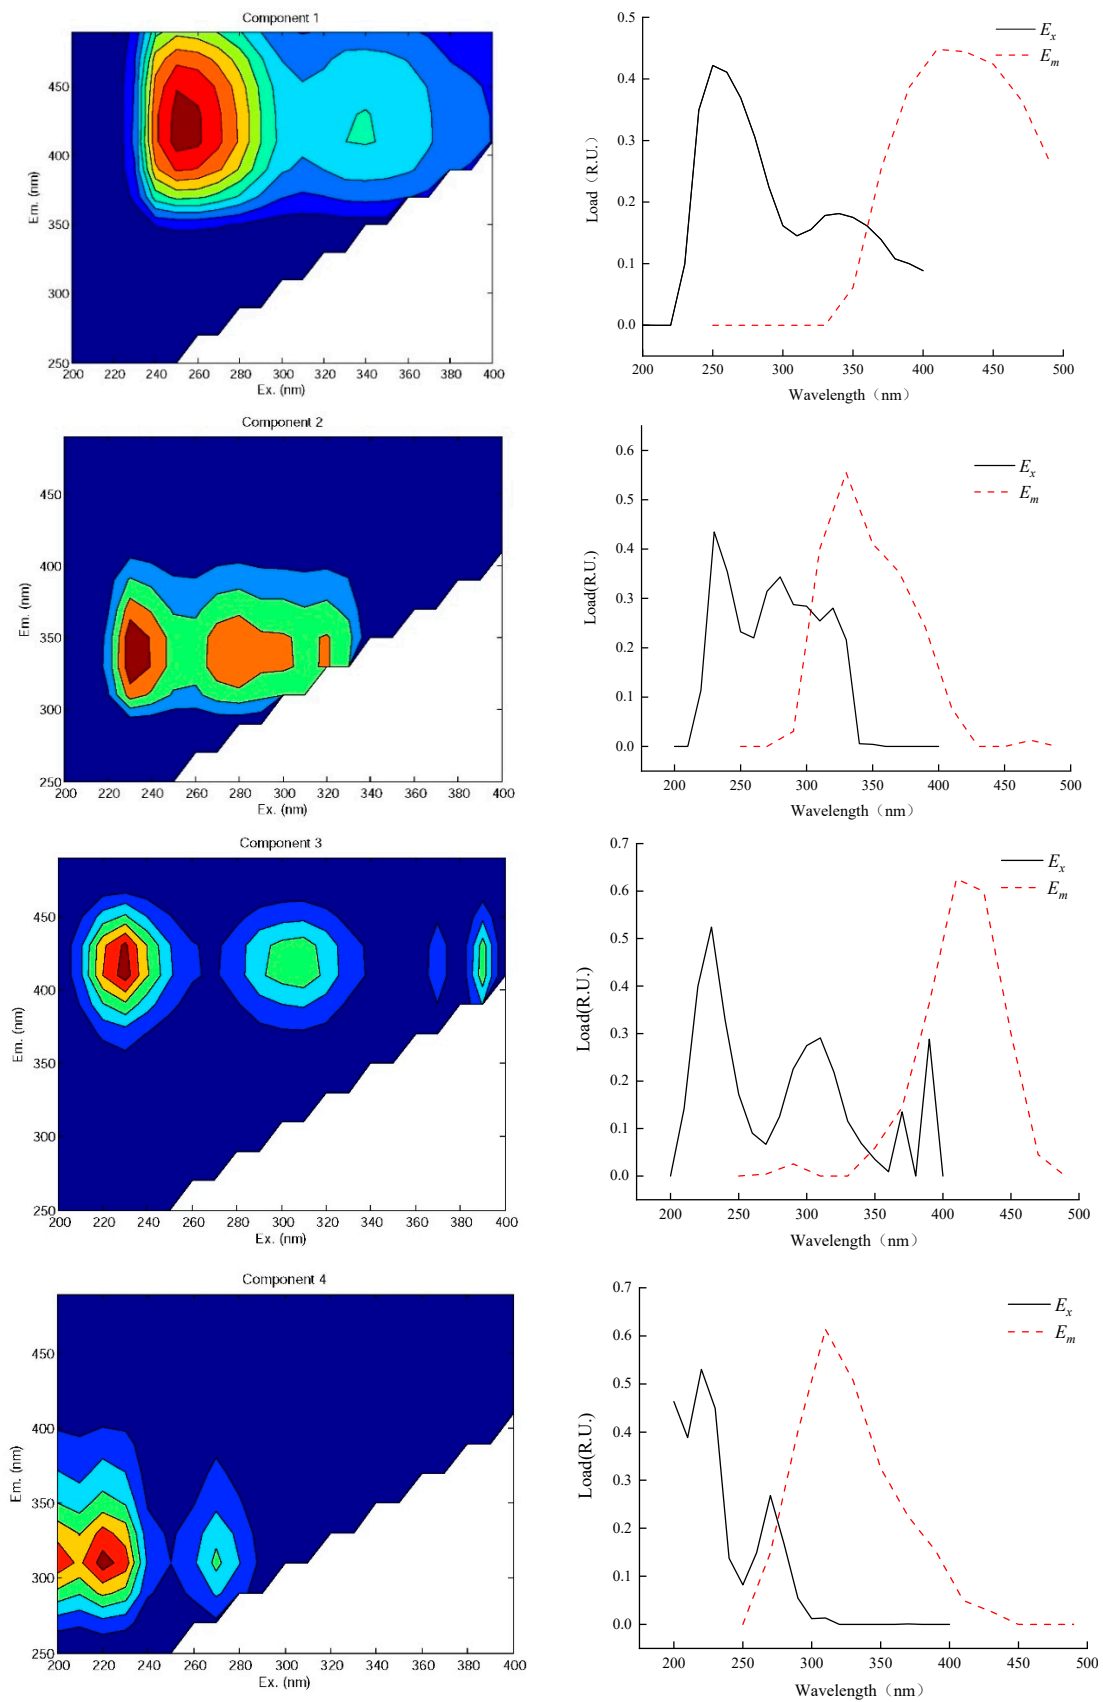 Component 1
450
400
350
300
250
Em. (nm)
200 220 240 260 280 300 320 340 360 380 400
Ex. (nm)
0.5
0.4
0.3
0.2
0.1
0.0
Load（R.U.）
200 250 300 350 400 450 500
Wavelength（nm）
Ex
Em
Component 2
450
400
350
300
250
Em. (nm)
200 220 240 260 280 300 320 340 360 380 400
Ex. (nm)
0.6
0.5
0.4
0.3
0.2
0.1
0.0
Load(R.U.)
200 250 300 350 400 450 500
Wavelength（nm）
Ex
Em
Component 3
450
400
350
300
250
Em. (nm)
200 220 240 260 280 300 320 340 360 380 400
Ex. (nm)
0.7
0.6
0.5
0.4
0.3
0.2
0.1
0.0
Load(R.U.)
200 250 300 350 400 450 500
Wavelength（nm）
Ex
Em
Component 4
450
400
350
300
250
Em. (nm)
200 220 240 260 280 300 320 340 360 380 400
Ex. (nm)
0.7
0.6
0.5
0.4
0.3
0.2
0.1
0.0
Load(R.U.)
200 250 300 350 400 450 500
Wavelength（nm）
Ex
Em